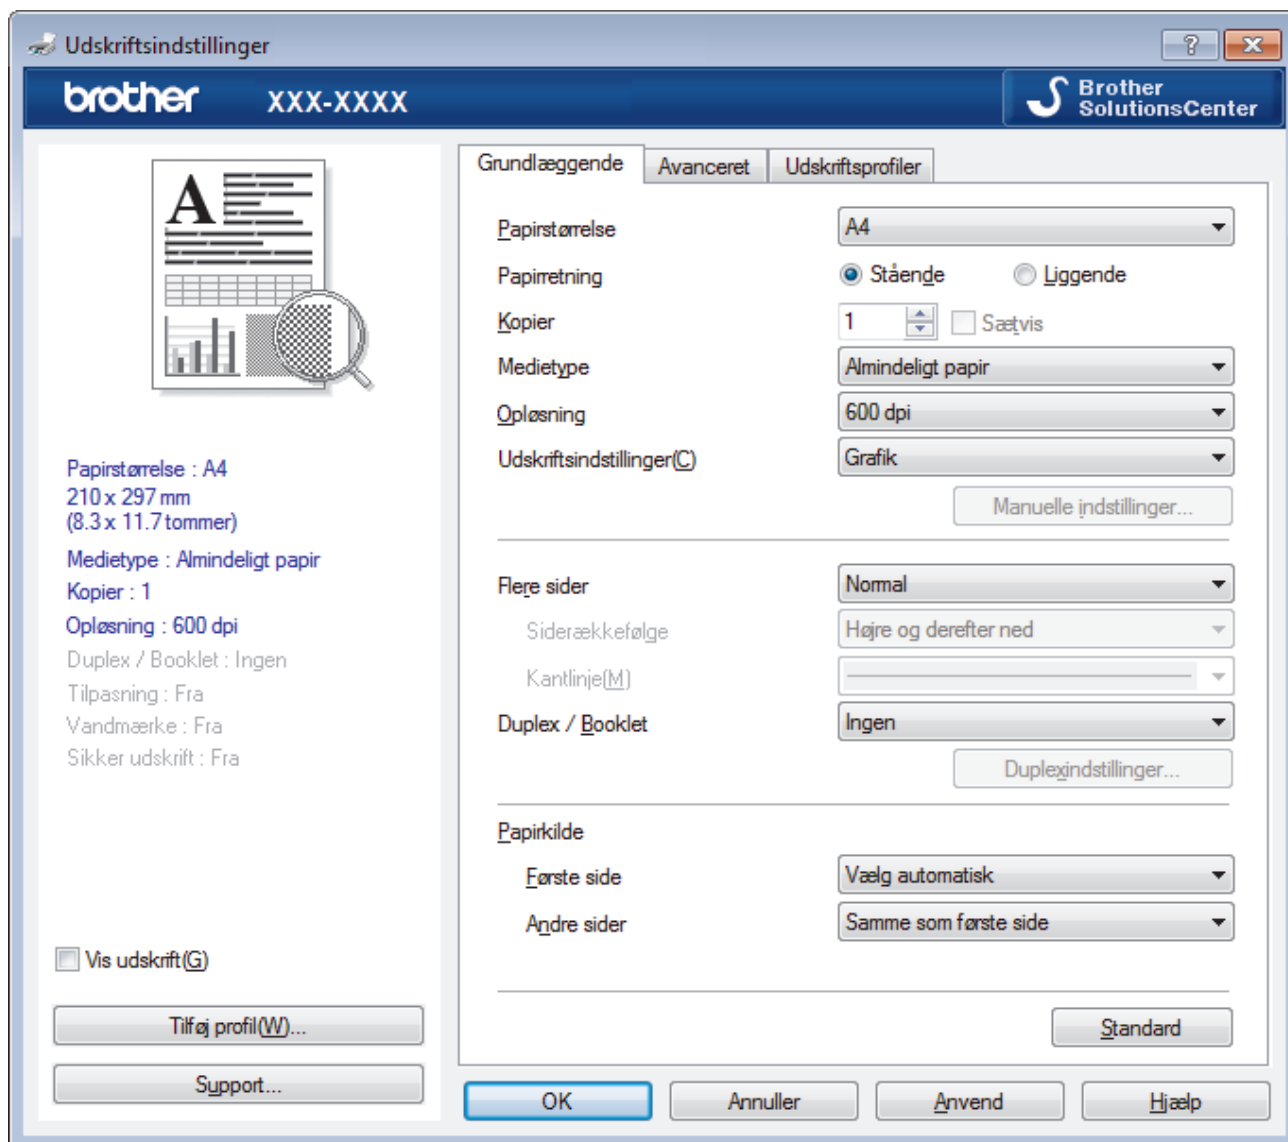 Udskriftsindstillinger
brother XXX-XXXX
Brother
SolutionsCenter
A
Papirstørrelse : A4
210 x 297 mm
(8.3 x 11.7 tommer)
Medietype : Almindeligt papir
Kopier : 1
Opløsning : 600 dpi
Duplex / Booklet : Ingen
Tilpasning : Fra
Vandmærke : Fra
Sikker udskrift : Fra
Vis udskrift(G)
Tilføj profil(W)...
Support...
Grundlæggende Avanceret Udskriftsprofiler
Papirstørrelse A4
Papirretning Stående Liggende
Kopier 1 Sætvis
Medietype Almindeligt papir
Opløsning 600 dpi
Udskriftsindstillinger(C) Grafik
Manuelle indstillinger...
Flere sider Normal
Siderækkefølge Højre og derefter ned
Kantlinje(M)
Duplex / Booklet Ingen
Duplexindstillinger...
Papirkilde
Første side Vælg automatisk
Andre sider Samme som første side
Standard
OK Annuller Anvend Hjælp